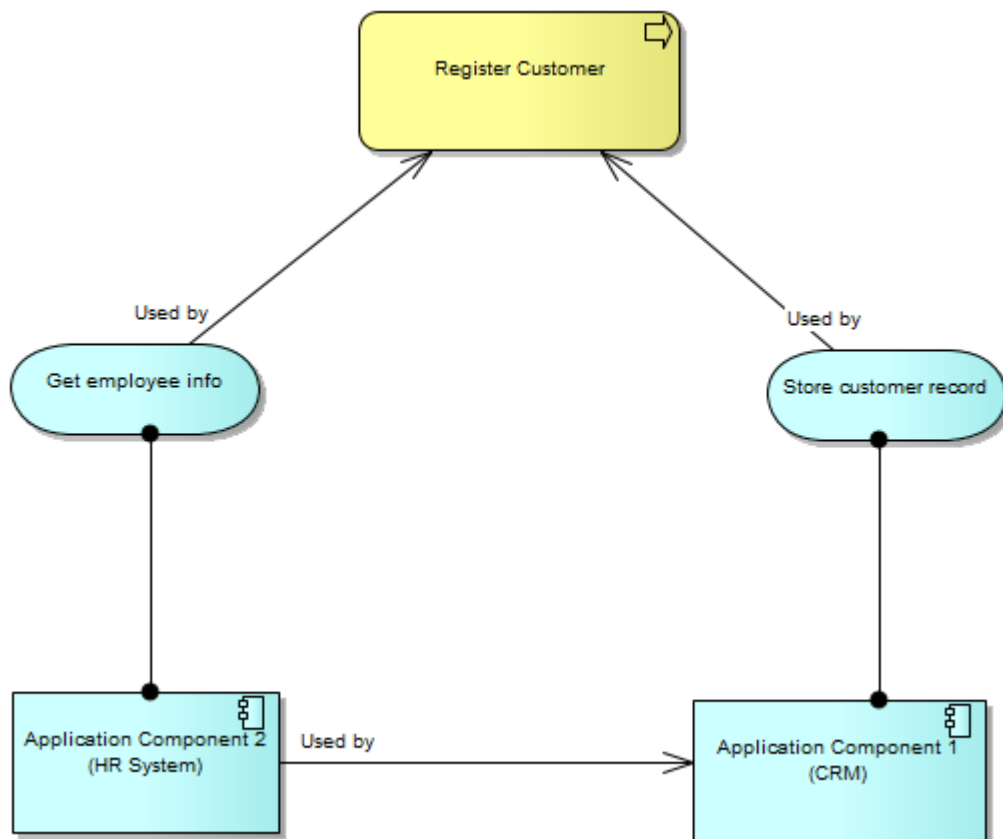 Register Customer
Used by
Used by
Get employee info
Store customer record
Application Component 2
(HR System)
Used by
Application Component 1
(CRM)